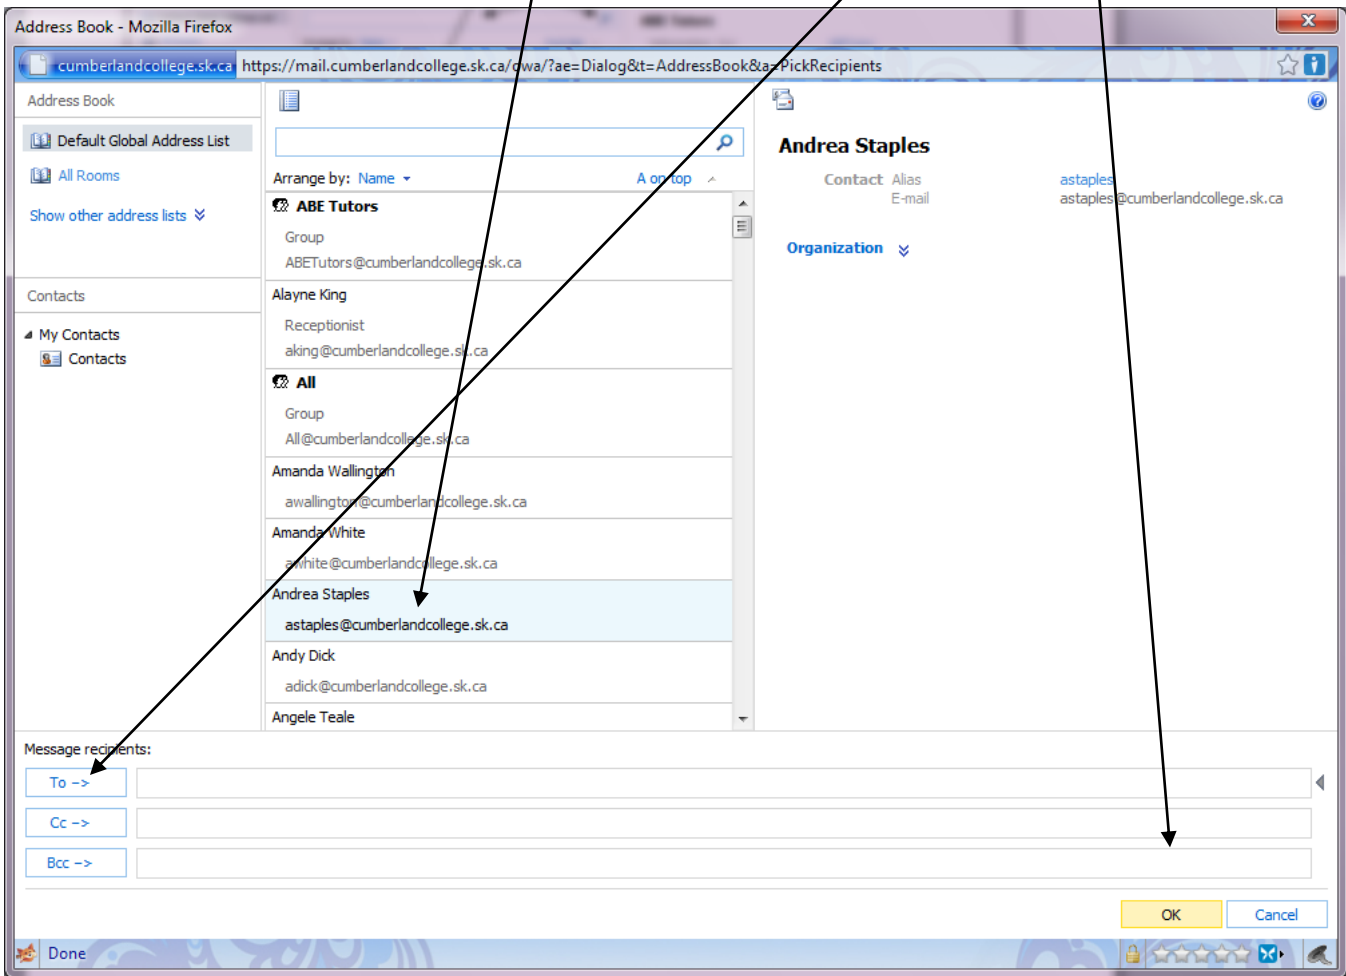 Address Book - Mozilla Firefox
cumberlandcollege.sk.ca https://mail.cumberlandcollege.sk.ca/owa/?ae=Dialog&t=AddressBook&a=PickRecipients
Address Book
Default Global Address List
All Rooms
Show other address lists
Contacts
My Contacts
Contacts
Arrange by: Name
A on top
ABE Tutors
Group
ABETutors@cumberlandcollege.sk.ca
Alayne King
Receptionist
aking@cumberlandcollege.sk.ca
All
Group
All@cumberlandcollege.sk.ca
Amanda Wallington
awallington@cumberlandcollege.sk.ca
Amanda White
awhite@cumberlandcollege.sk.ca
Andrea Staples
astaples@cumberlandcollege.sk.ca
Andy Dick
adick@cumberlandcollege.sk.ca
Angele Teale
Andrea Staples
Contact Alias astaples
E-mail astaples@cumberlandcollege.sk.ca
Organization
Message recipients:
To ->
Cc ->
Bcc ->
OK Cancel
Done